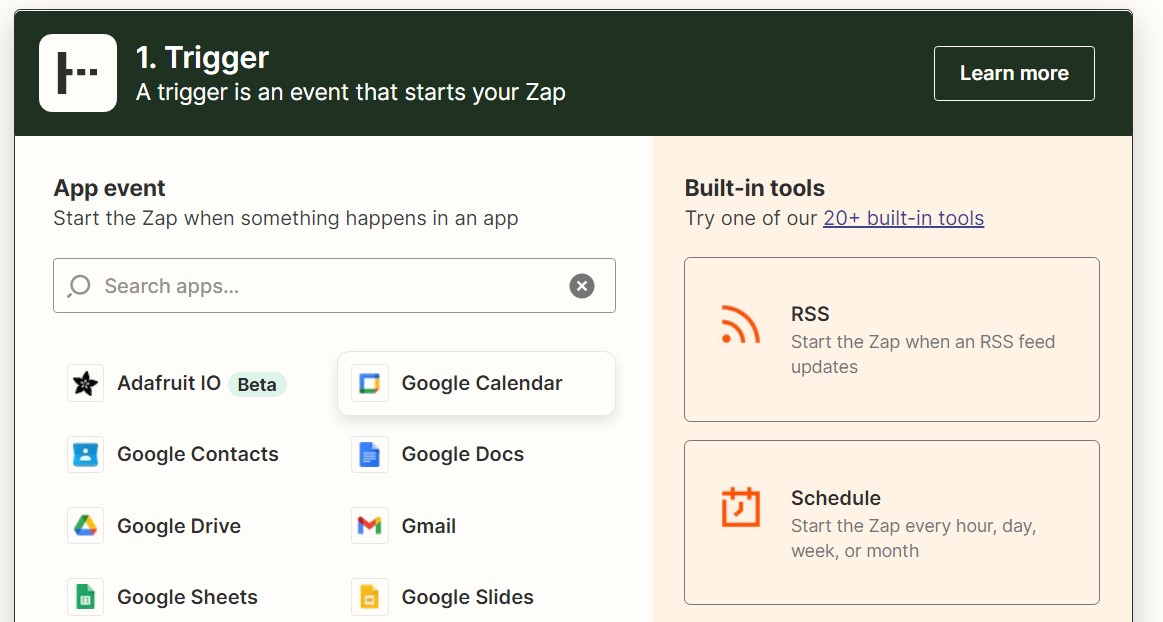 1. Trigger
A trigger is an event that starts your Zap
Learn more
App event
Start the Zap when something happens in an app
Search apps...
Adafruit IO Beta
Google Calendar
Google Contacts
Google Docs
Google Drive
Gmail
Google Sheets
Google Slides
Built-in tools
Try one of our 20+ built-in tools
RSS
Start the Zap when an RSS feed
updates
Schedule
Start the Zap every hour, day,
week, or month